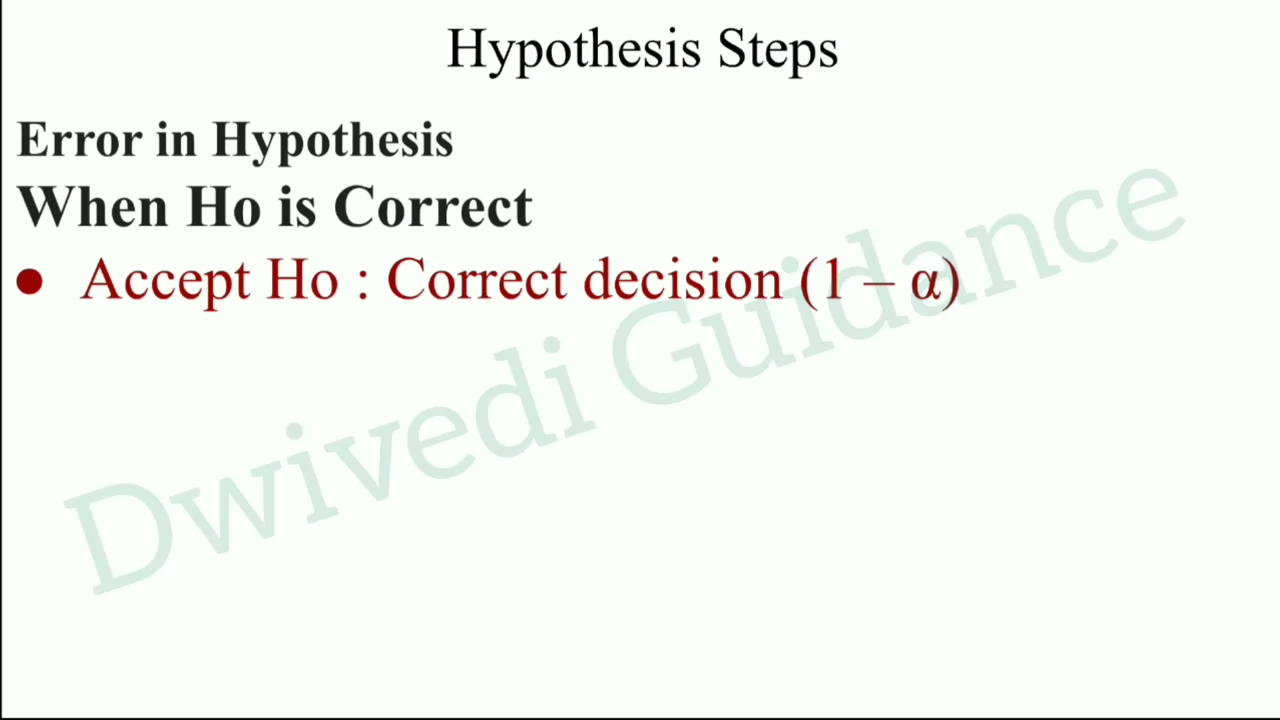 Hypothesis Steps
Error in Hypothesis
When Ho is Correct
● Accept Ho : Correct decision (1 – α)
Dwivedi Guidance